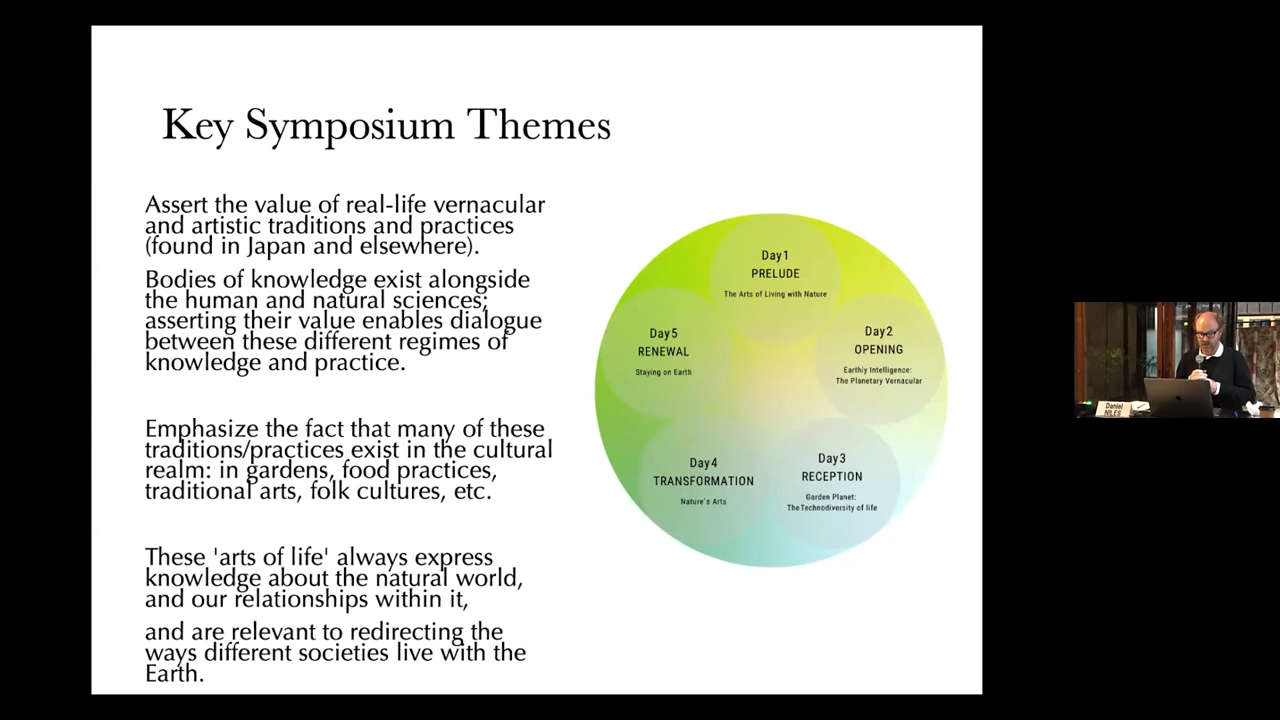 Key Symposium Themes
Assert the value of real-life vernacular
and artistic traditions and practices
(found in Japan and elsewhere).
Bodies of knowledge exist alongside
the human and natural sciences;
asserting their value enables dialogue
between these different regimes of
knowledge and practice.
Emphasize the fact that many of these
traditions/practices exist in the cultural
realm: in gardens, food practices,
traditional arts, folk cultures, etc.
These 'arts of life' always express
knowledge about the natural world,
and our relationships within it,
and are relevant to redirecting the
ways different societies live with the
Earth.
Day1
PRELUDE
The Arts of Living with Nature
Day2
OPENING
Earthly Intelligence:
The Planetary Vernacular
Day3
RECEPTION
Garden Planet:
The Technodiversity of life
Day4
TRANSFORMATION
Nature's Arts
Day5
RENEWAL
Staying on Earth
Daniel
NILES